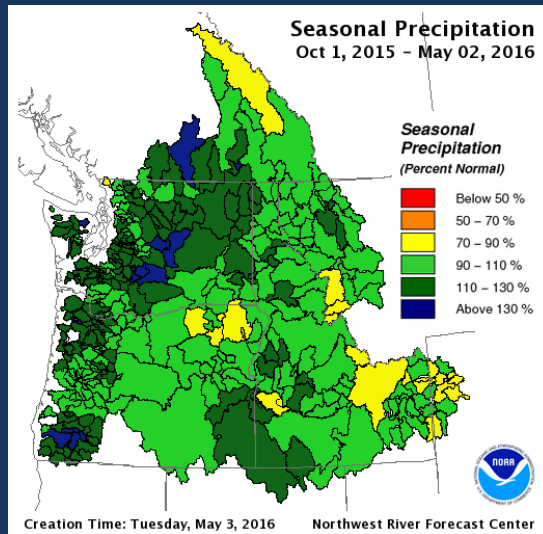 Seasonal Precipitation
Oct 1, 2015 – May 02, 2016
Seasonal
Precipitation
(Percent Normal)
Below 50 %
50 – 70 %
70 – 90 %
90 – 110 %
110 – 130 %
Above 130 %
NOAA
Creation Time: Tuesday, May 3, 2016
Northwest River Forecast Center